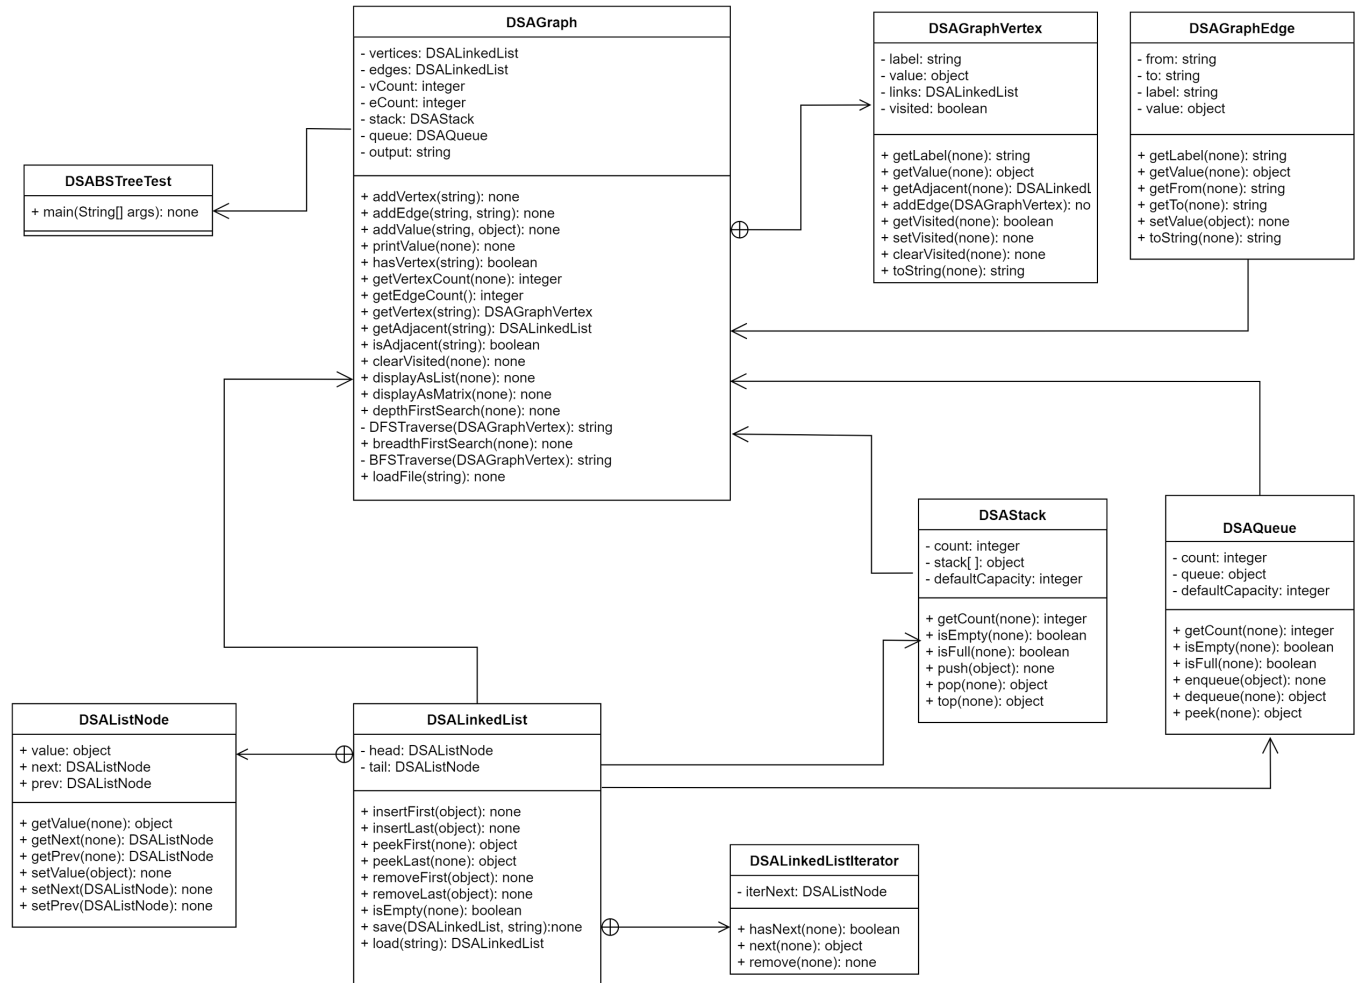 DSAGraph
- vertices: DSALinkedList
- edges: DSALinkedList
- vCount: integer
- eCount: integer
- stack: DSAStack
- queue: DSAQueue
- output: string
+ addVertex(string): none
+ addEdge(string, string): none
+ addValue(string, object): none
+ printValue(none): none
+ hasVertex(string): boolean
+ getVertexCount(none): integer
+ getEdgeCount(): integer
+ getVertex(string): DSAGraphVertex
+ getAdjacent(string): DSALinkedList
+ isAdjacent(string): boolean
+ clearVisited(none): none
+ displayAsList(none): none
+ displayAsMatrix(none): none
+ depthFirstSearch(none): none
- DFSTraverse(DSAGraphVertex): string
+ breadthFirstSearch(none): none
- BFSTraverse(DSAGraphVertex): string
+ loadFile(string): none
DSAGraphVertex
- label: string
- value: object
- links: DSALinkedList
- visited: boolean
+ getLabel(none): string
+ getValue(none): object
+ getAdjacent(none): DSALinkedL
+ addEdge(DSAGraphVertex): no
+ getVisited(none): boolean
+ setVisited(none): none
+ clearVisited(none): none
+ toString(none): string
DSAGraphEdge
- from: string
- to: string
- label: string
- value: object
+ getLabel(none): string
+ getValue(none): object
+ getFrom(none): string
+ getTo(none): string
+ setValue(object): none
+ toString(none): string
DSABSTreeTest
+ main(String[] args): none
DSAStack
- count: integer
- stack[ ]: object
- defaultCapacity: integer
+ getCount(none): integer
+ isEmpty(none): boolean
+ isFull(none): boolean
+ push(object): none
+ pop(none): object
+ top(none): object
DSAQueue
- count: integer
- queue: object
- defaultCapacity: integer
+ getCount(none): integer
+ isEmpty(none): boolean
+ isFull(none): boolean
+ enqueue(object): none
+ dequeue(none): object
+ peek(none): object
DSAListNode
+ value: object
+ next: DSAListNode
+ prev: DSAListNode
+ getValue(none): object
+ getNext(none): DSAListNode
+ getPrev(none): DSAListNode
+ setValue(object): none
+ setNext(DSAListNode): none
+ setPrev(DSAListNode): none
DSALinkedList
- head: DSAListNode
- tail: DSAListNode
+ insertFirst(object): none
+ insertLast(object): none
+ peekFirst(none): object
+ peekLast(none): object
+ removeFirst(object): none
+ removeLast(object): none
+ isEmpty(none): boolean
+ save(DSALinkedList, string):none
+ load(string): DSALinkedList
DSALinkedListIterator
- iterNext: DSAListNode
+ hasNext(none): boolean
+ next(none): object
+ remove(none): none